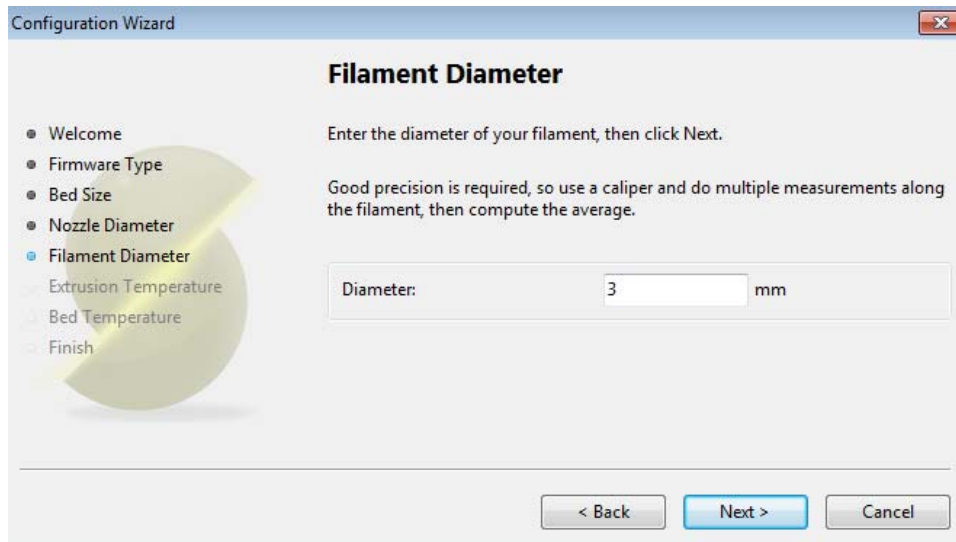 Configuration Wizard
Filament Diameter
Welcome
Firmware Type
Bed Size
Nozzle Diameter
Filament Diameter
Extrusion Temperature
Bed Temperature
Finish
Enter the diameter of your filament, then click Next.
Good precision is required, so use a caliper and do multiple measurements along
the filament, then compute the average.
Diameter: 3 mm
< Back Next > Cancel